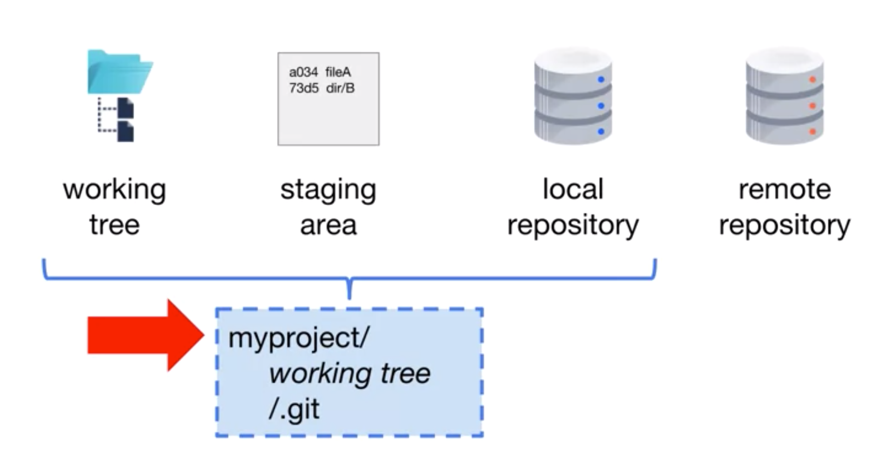 a034 fileA
73d5 dir/B
working
tree
staging
area
local
repository
remote
repository
myproject/
working tree
/.git